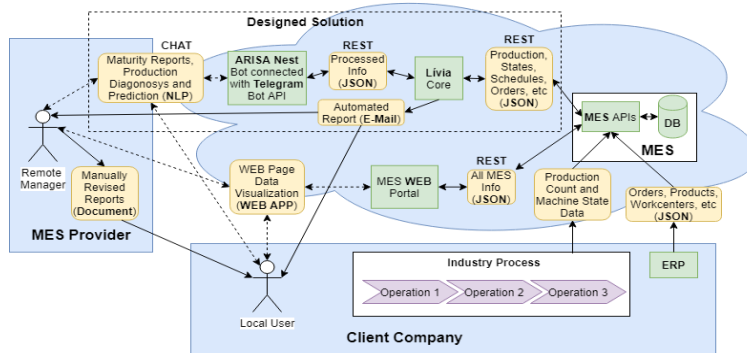 Designed Solution
CHAT
Maturity Reports,
Production
Diagonosys and
Prediction (NLP)
ARISA Nest
Bot connected
with Telegram
Bot API
REST
Processed
Info
(JSON)
Lívia
Core
REST
Production,
States,
Schedules,
Orders, etc
(JSON)
Automated
Report (E-Mail)
MES APIs
DB
MES
Remote
Manager
Manually
Revised
Reports
(Document)
MES Provider
WEB Page
Data
Visualization
(WEB APP)
MES WEB
Portal
REST
All MES
Info
(JSON)
Production
Count and
Machine State
Data
Orders, Products,
Workcenters, etc
(JSON)
Local User
Industry Process
Operation 1
Operation 2
Operation 3
ERP
Client Company